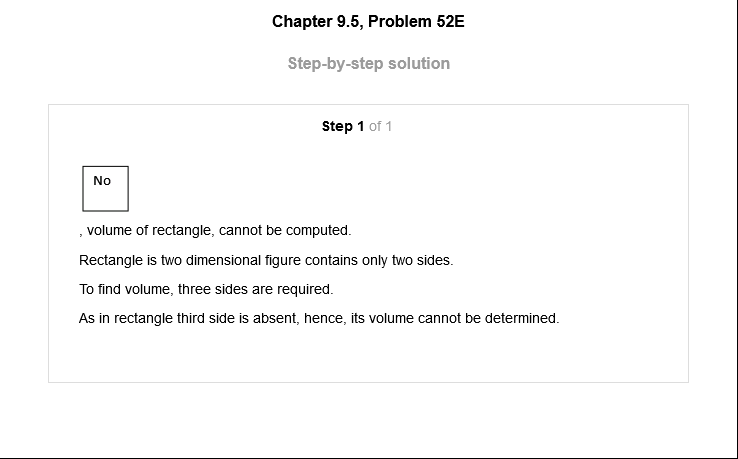 Chapter 9.5, Problem 52E
Step-by-step solution
Step 1 of 1
No
, volume of rectangle, cannot be computed.
Rectangle is two dimensional figure contains only two sides.
To find volume, three sides are required.
As in rectangle third side is absent, hence, its volume cannot be determined.